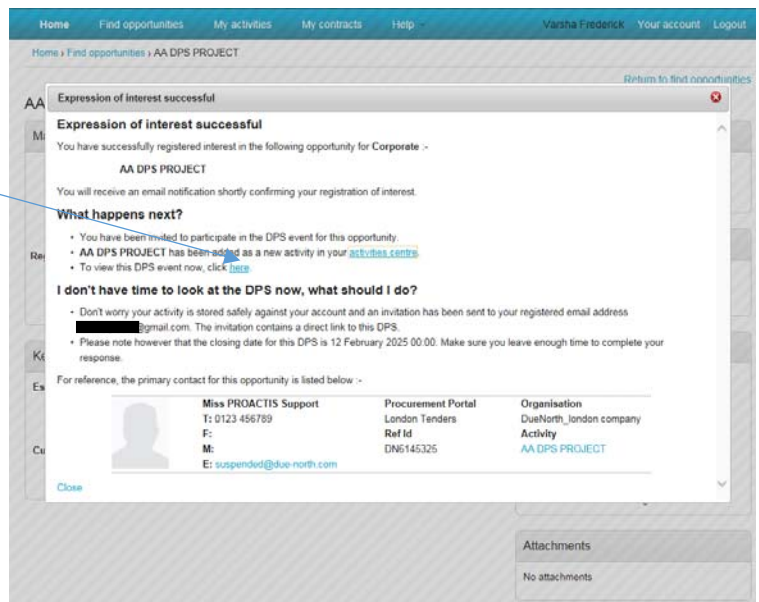 Home Find opportunities My activities My contracts Help Varsha Frederick Your account Logout
Home › Find opportunities › AA DPS PROJECT
Return to find opportunities
AA
Expression of interest successful
Expression of interest successful
You have successfully registered interest in the following opportunity for Corporate :-
AA DPS PROJECT
You will receive an email notification shortly confirming your registration of interest.
What happens next?
• You have been invited to participate in the DPS event for this opportunity.
• AA DPS PROJECT has been added as a new activity in your activities centre.
• To view this DPS event now, click here.
I don't have time to look at the DPS now, what should I do?
• Don't worry your activity is stored safely against your account and an invitation has been sent to your registered email address
@gmail.com. The invitation contains a direct link to this DPS.
• Please note however that the closing date for this DPS is 12 February 2025 00:00. Make sure you leave enough time to complete your
response.
For reference, the primary contact for this opportunity is listed below :-
Miss PROACTIS Support Procurement Portal Organisation
T: 0123 456789 London Tenders DueNorth_london company
F: Ref Id Activity
M: DN6145325 AA DPS PROJECT
E: suspended@due-north.com
Close
Attachments
No attachments